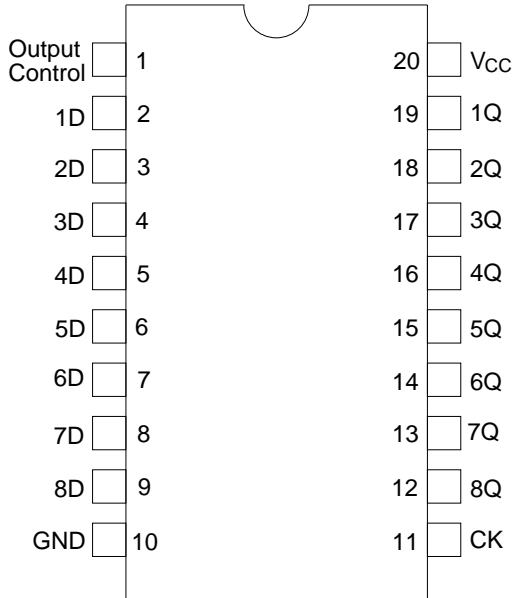 Output
Control 1 20 VCC
1D 2 19 1Q
2D 3 18 2Q
3D 4 17 3Q
4D 5 16 4Q
5D 6 15 5Q
6D 7 14 6Q
7D 8 13 7Q
8D 9 12 8Q
GND 10 11 CK